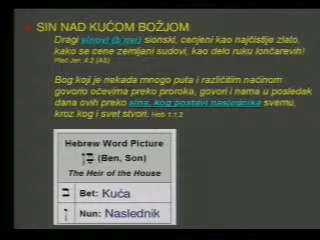 SIN NAD KUĆOM BOŽJOM
Dragi sinovi (b'nei) sionski, cenjeni kao najčistije zlato,
kako se cene zemljani sudovi, kao delo ruku lončarevih!
Plač Jer. 4:2 (AS)
Bog koji je nekada mnogo puta i različitim načinom
govorio očevima preko proroka, govori i nama u posledak
dana ovih preko sina, kog postavi naslednika svemu,
kroz kog i svet stvori. Heb 1:1,2
Hebrew Word Picture
בֵּן (Ben, Son)
The Heir of the House
ב Bet: Kuća
ן Nun: Naslednik